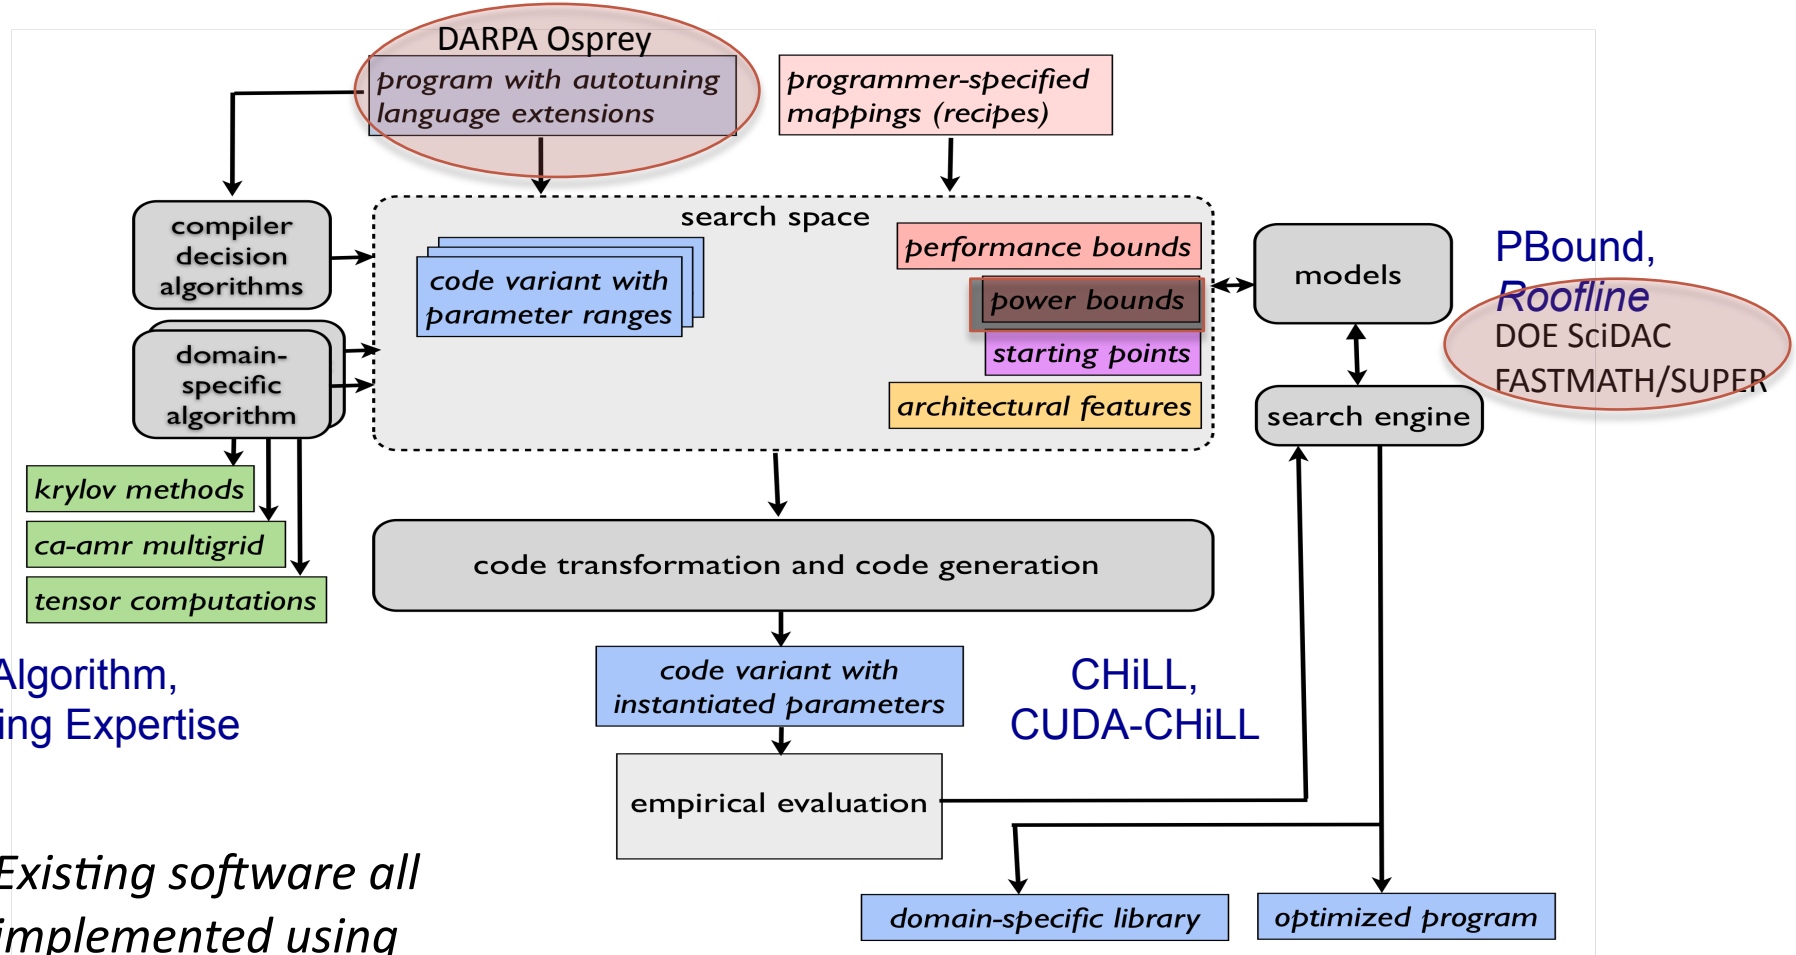 DARPA Osprey
program with autotuning
language extensions
programmer-specified
mappings (recipes)
compiler
decision
algorithms
search space
code variant with
parameter ranges
performance bounds
power bounds
starting points
architectural features
models
PBound,
Roofline
DOE SciDAC
FASTMATH/SUPER
domain-
specific
algorithm
search engine
krylov methods
ca-amr multigrid
tensor computations
code transformation and code generation
code variant with
instantiated parameters
Algorithm,
ing Expertise
CHiLL,
CUDA-CHiLL
empirical evaluation
Existing software all
implemented using
domain-specific library
optimized program